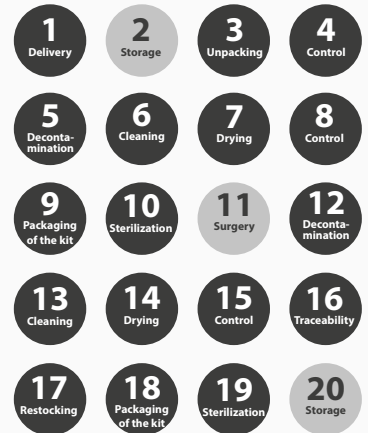 1
Delivery
2
Storage
3
Unpacking
4
Control
5
Deconta-
mination
6
Cleaning
7
Drying
8
Control
9
Packaging
of the kit
10
Sterilization
11
Surgery
12
Deconta-
mination
13
Cleaning
14
Drying
15
Control
16
Traceability
17
Restocking
18
Packaging
of the kit
19
Sterilization
20
Storage